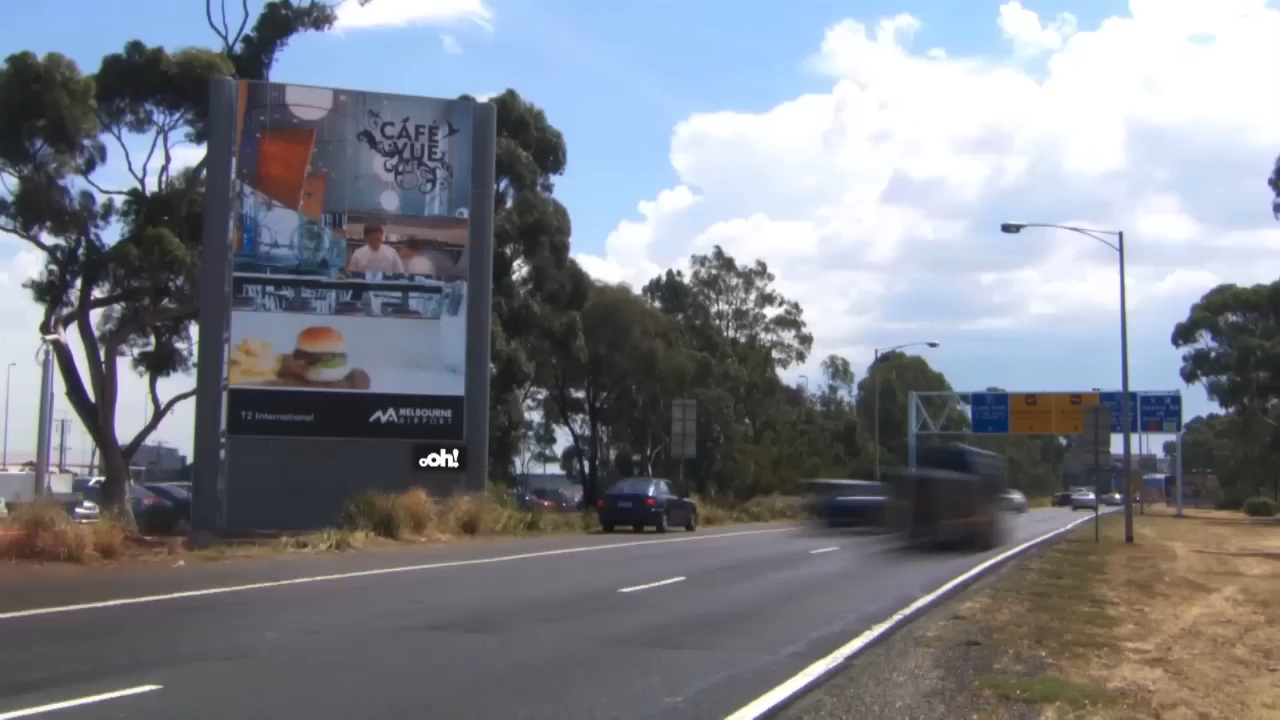 CAFÉ
VUE
T2 International
MELBOURNE
AIRPORT
oOh!